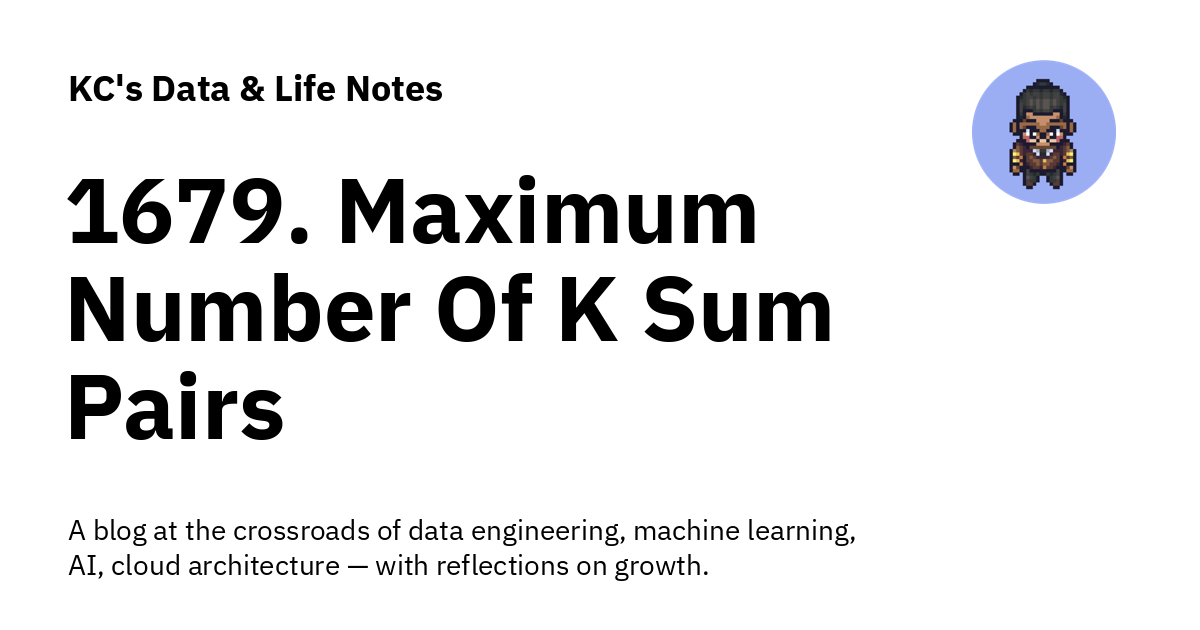 KC's Data & Life Notes
1679. Maximum
Number Of K Sum
Pairs
A blog at the crossroads of data engineering, machine learning,
AI, cloud architecture — with reflections on growth.